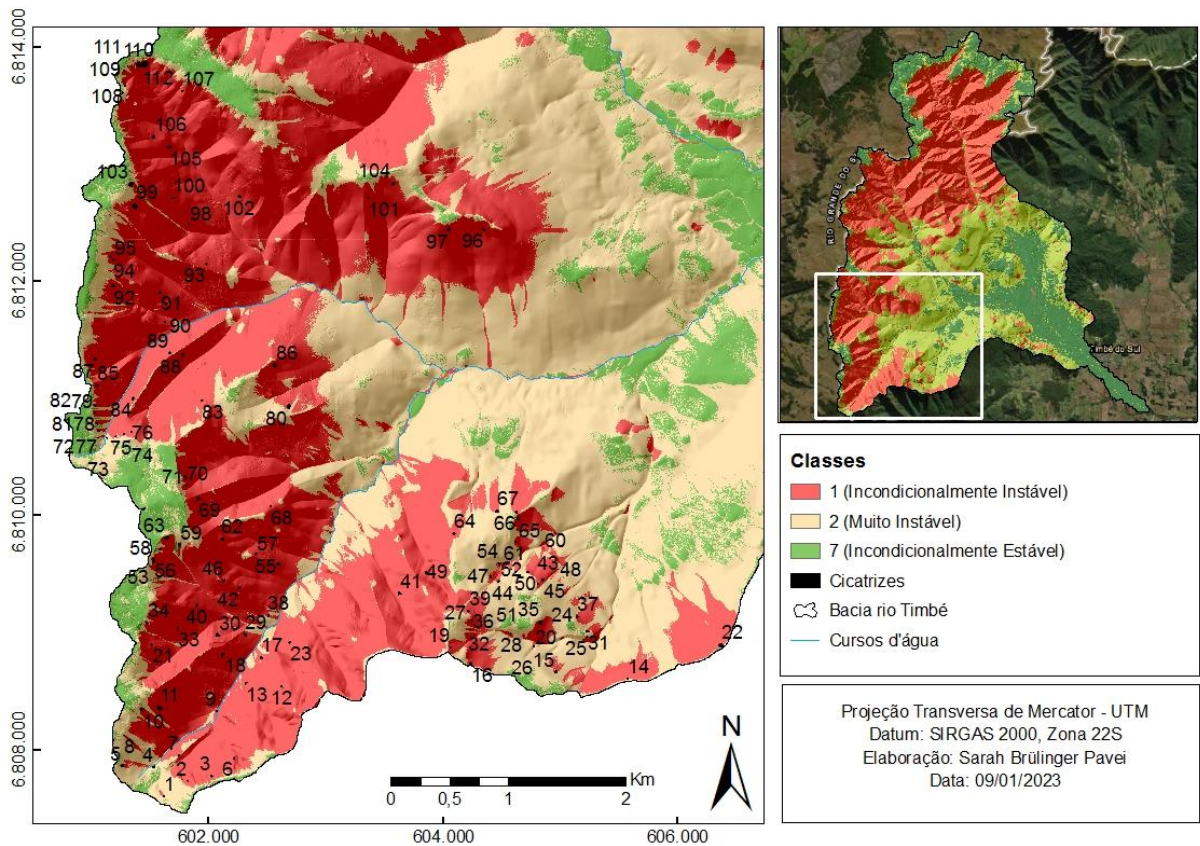 6.814.000
6.812.000
6.810.000
6.808.000
111 110
109 112 107
108
106
105
103 100 104
99 98 102 101
97 96
95
94 93
92 91
90
89 86
87 85 88
82 79 84 83 80
81 78
72 77 75 76
73 74
71 70
69 67
63 59 62 68 64 66 65
58 57 54 61 60
53 56 46 55 41 49 47 52 43 48
50 45
42 38 39 44
34 40 27 36 51 35 24 37
33 30 29 19 32 28 20 31
21 18 17 23 26 15 25 22
16 14
11 9 13 12
10
8 7
5 4 2 3 6
1
N
Km
0 0,5 1 2
602.000 604.000 606.000
RIO GRANDE DO S
Timbé do Sul
Classes
1 (Incondicionalmente Instável)
2 (Muito Instável)
7 (Incondicionalmente Estável)
Cicatrizes
Bacia rio Timbé
Cursos d'água
Projeção Transversa de Mercator - UTM
Datum: SIRGAS 2000, Zona 22S
Elaboração: Sarah Brülinger Pavei
Data: 09/01/2023